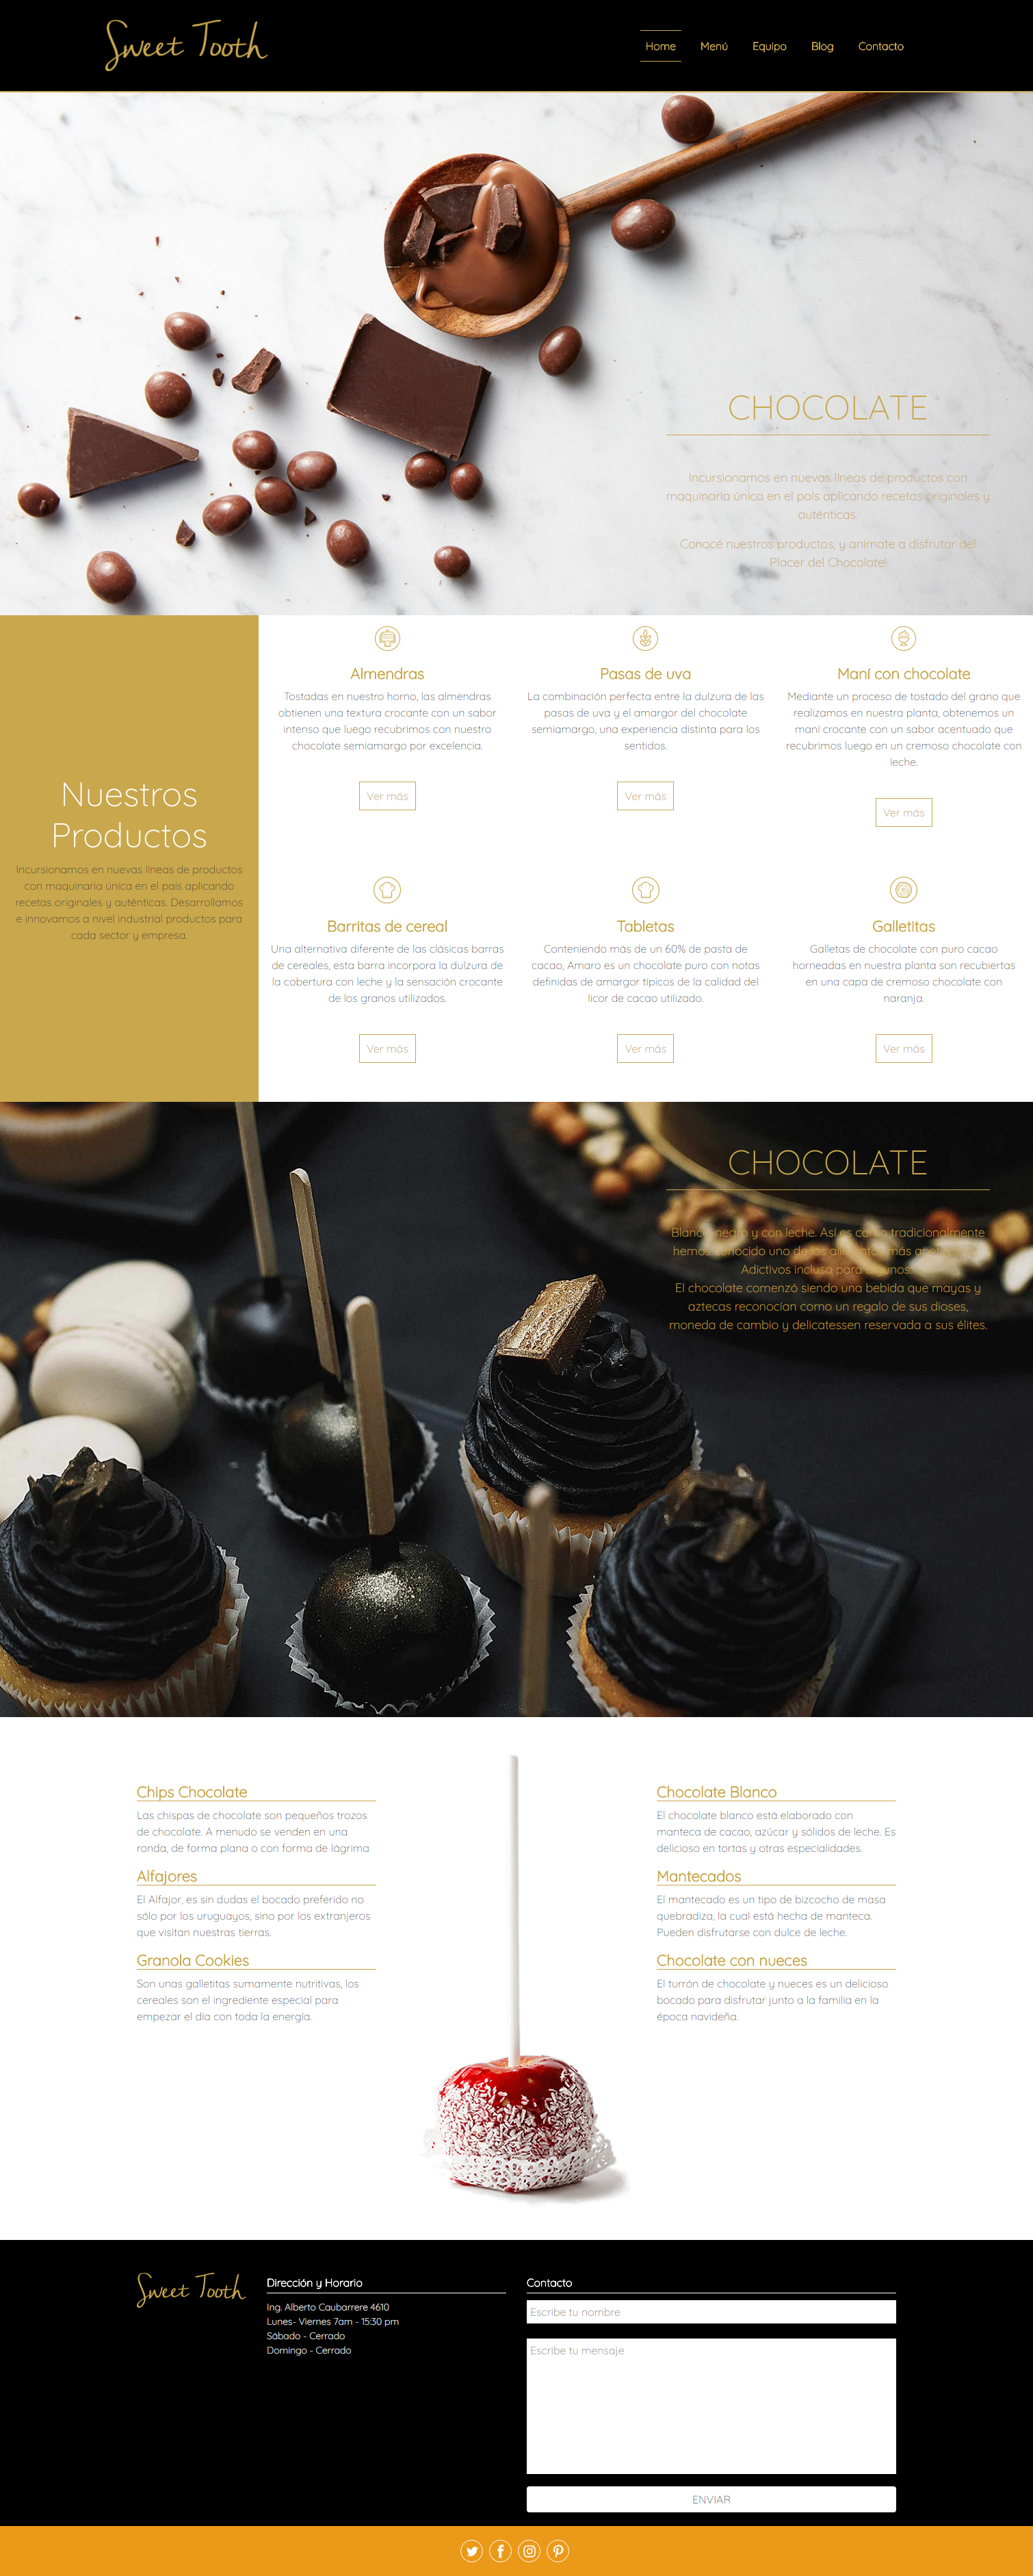 Sweet Tooth
Home Menú Equipo Blog Contacto
CHOCOLATE
Incursionamos en nuevas líneas de productos con
maquinaria única en el país aplicando recetas originales y
auténticas.
Conocé nuestros productos, y animate a disfrutar del
Placer del Chocolate!
Nuestros
Productos
Incursionamos en nuevas líneas de productos
con maquinaria única en el país aplicando
recetas originales y auténticas. Desarrollamos
e innovamos a nivel industrial productos para
cada sector y empresa.
Almendras
Tostadas en nuestro horno, las almendras
obtienen una textura crocante con un sabor
intenso que luego recubrimos con nuestro
chocolate semiamargo por excelencia.
Ver más
Pasas de uva
La combinación perfecta entre la dulzura de las
pasas de uva y el amargor del chocolate
semiamargo, una experiencia distinta para los
sentidos.
Ver más
Maní con chocolate
Mediante un proceso de tostado del grano que
realizamos en nuestra planta, obtenemos un
maní crocante con un sabor acentuado que
recubrimos luego en un cremoso chocolate con
leche.
Ver más
Barritas de cereal
Una alternativa diferente de las clásicas barras
de cereales, esta barra incorpora la dulzura de
la cobertura con leche y la sensación crocante
de los granos utilizados.
Ver más
Tabletas
Conteniendo más de un 60% de pasta de
cacao, Amaro es un chocolate puro con notas
definidas de amargor típicos de la calidad del
licor de cacao utilizado.
Ver más
Galletitas
Galletas de chocolate con puro cacao
horneadas en nuestra planta son recubiertas
en una capa de cremoso chocolate con
naranja.
Ver más
CHOCOLATE
Blanco, negro y con leche. Así es como tradicionalmente
hemos conocido uno de los alimentos más
Adictivos incluso para algunos.
El chocolate comenzó siendo una bebida que mayas y
aztecas reconocían como un regalo de sus dioses,
moneda de cambio y delicatessen reservada a sus élites.
Chips Chocolate
Las chispas de chocolate son pequeños trozos
de chocolate. A menudo se venden en una
ronda, de forma plana o con forma de lágrima
Alfajores
El Alfajor, es sin dudas el bocado preferido no
sólo por los uruguayos, sino por los extranjeros
que visitan nuestras tierras.
Granola Cookies
Son unas galletitas sumamente nutritivas, los
cereales son el ingrediente especial para
empezar el día con toda la energía.
Chocolate Blanco
El chocolate blanco está elaborado con
manteca de cacao, azúcar y sólidos de leche. Es
delicioso en tortas y otras especialidades.
Mantecados
El mantecado es un tipo de bizcocho de masa
quebradiza, la cual está hecha de manteca.
Pueden disfrutarse con dulce de leche.
Chocolate con nueces
El turrón de chocolate y nueces es un delicioso
bocado para disfrutar junto a la familia en la
época navideña.
Sweet Tooth
Dirección y Horario
Ing. Alberto Caubarrere 4610
Lunes- Viernes 7am - 15:30 pm
Sábado - Cerrado
Domingo - Cerrado
Contacto
Escribe tu nombre
Escribe tu mensaje
ENVIAR